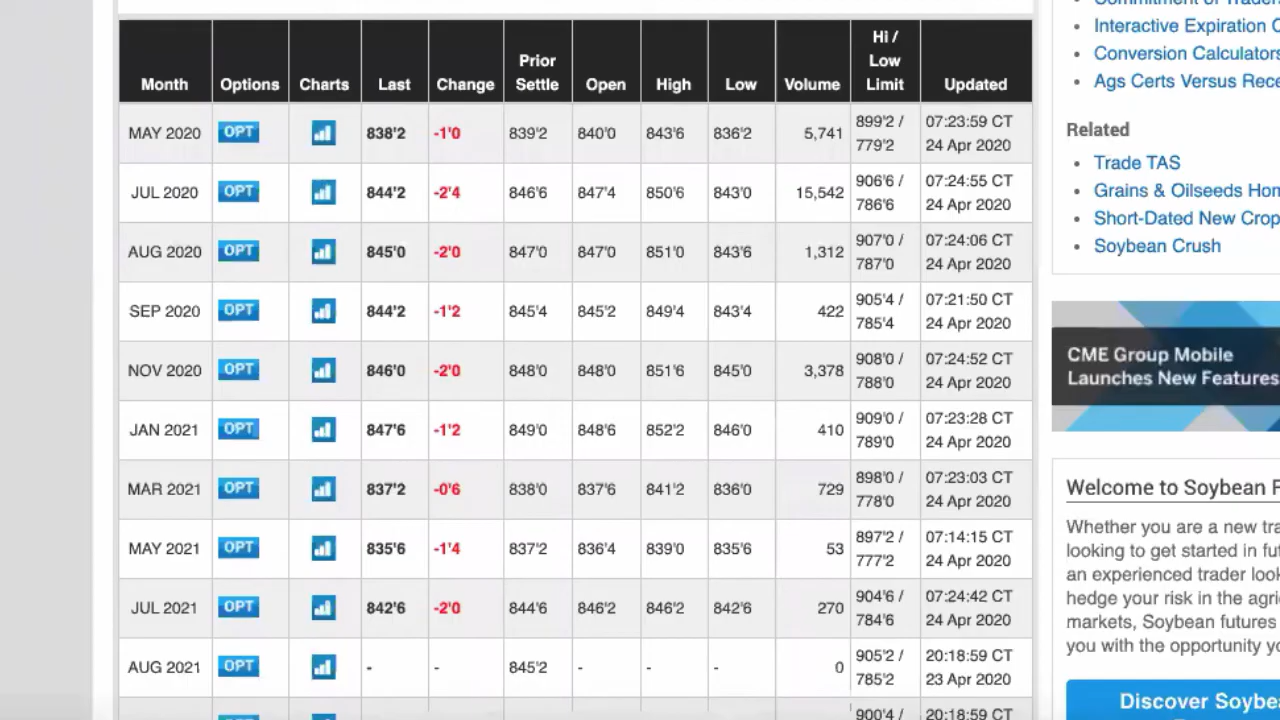 Month Options Charts Last Change Prior Settle Open High Low Volume Hi / Low Limit Updated
MAY 2020 OPT 838'2 -1'0 839'2 840'0 843'6 836'2 5,741 899'2 / 779'2 07:23:59 CT 24 Apr 2020
JUL 2020 OPT 844'2 -2'4 846'6 847'4 850'6 843'0 15,542 906'6 / 786'6 07:24:55 CT 24 Apr 2020
AUG 2020 OPT 845'0 -2'0 847'0 847'0 851'0 843'6 1,312 907'0 / 787'0 07:24:06 CT 24 Apr 2020
SEP 2020 OPT 844'2 -1'2 845'4 845'2 849'4 843'4 422 905'4 / 785'4 07:21:50 CT 24 Apr 2020
NOV 2020 OPT 846'0 -2'0 848'0 848'0 851'6 845'0 3,378 908'0 / 788'0 07:24:52 CT 24 Apr 2020
JAN 2021 OPT 847'6 -1'2 849'0 848'6 852'2 846'0 410 909'0 / 789'0 07:23:28 CT 24 Apr 2020
MAR 2021 OPT 837'2 -0'6 838'0 837'6 841'2 836'0 729 898'0 / 778'0 07:23:03 CT 24 Apr 2020
MAY 2021 OPT 835'6 -1'4 837'2 836'4 839'0 835'6 53 897'2 / 777'2 07:14:15 CT 24 Apr 2020
JUL 2021 OPT 842'6 -2'0 844'6 846'2 846'2 842'6 270 904'6 / 784'6 07:24:42 CT 24 Apr 2020
AUG 2021 OPT - - 845'2 - - - 0 905'2 / 785'2 20:18:59 CT 23 Apr 2020
900'4 / 20:18:59 CT
Interactive Expiration C
Conversion Calculators
Ags Certs Versus Rece
Related
Trade TAS
Grains & Oilseeds Hom
Short-Dated New Crop
Soybean Crush
CME Group Mobile
Launches New Features
Welcome to Soybean F
Whether you are a new tra
looking to get started in fut
an experienced trader look
hedge your risk in the agri
markets, Soybean futures
you with the opportunity yo
Discover Soybe